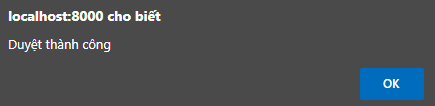 localhost:8000 cho biết
Duyệt thành công
OK